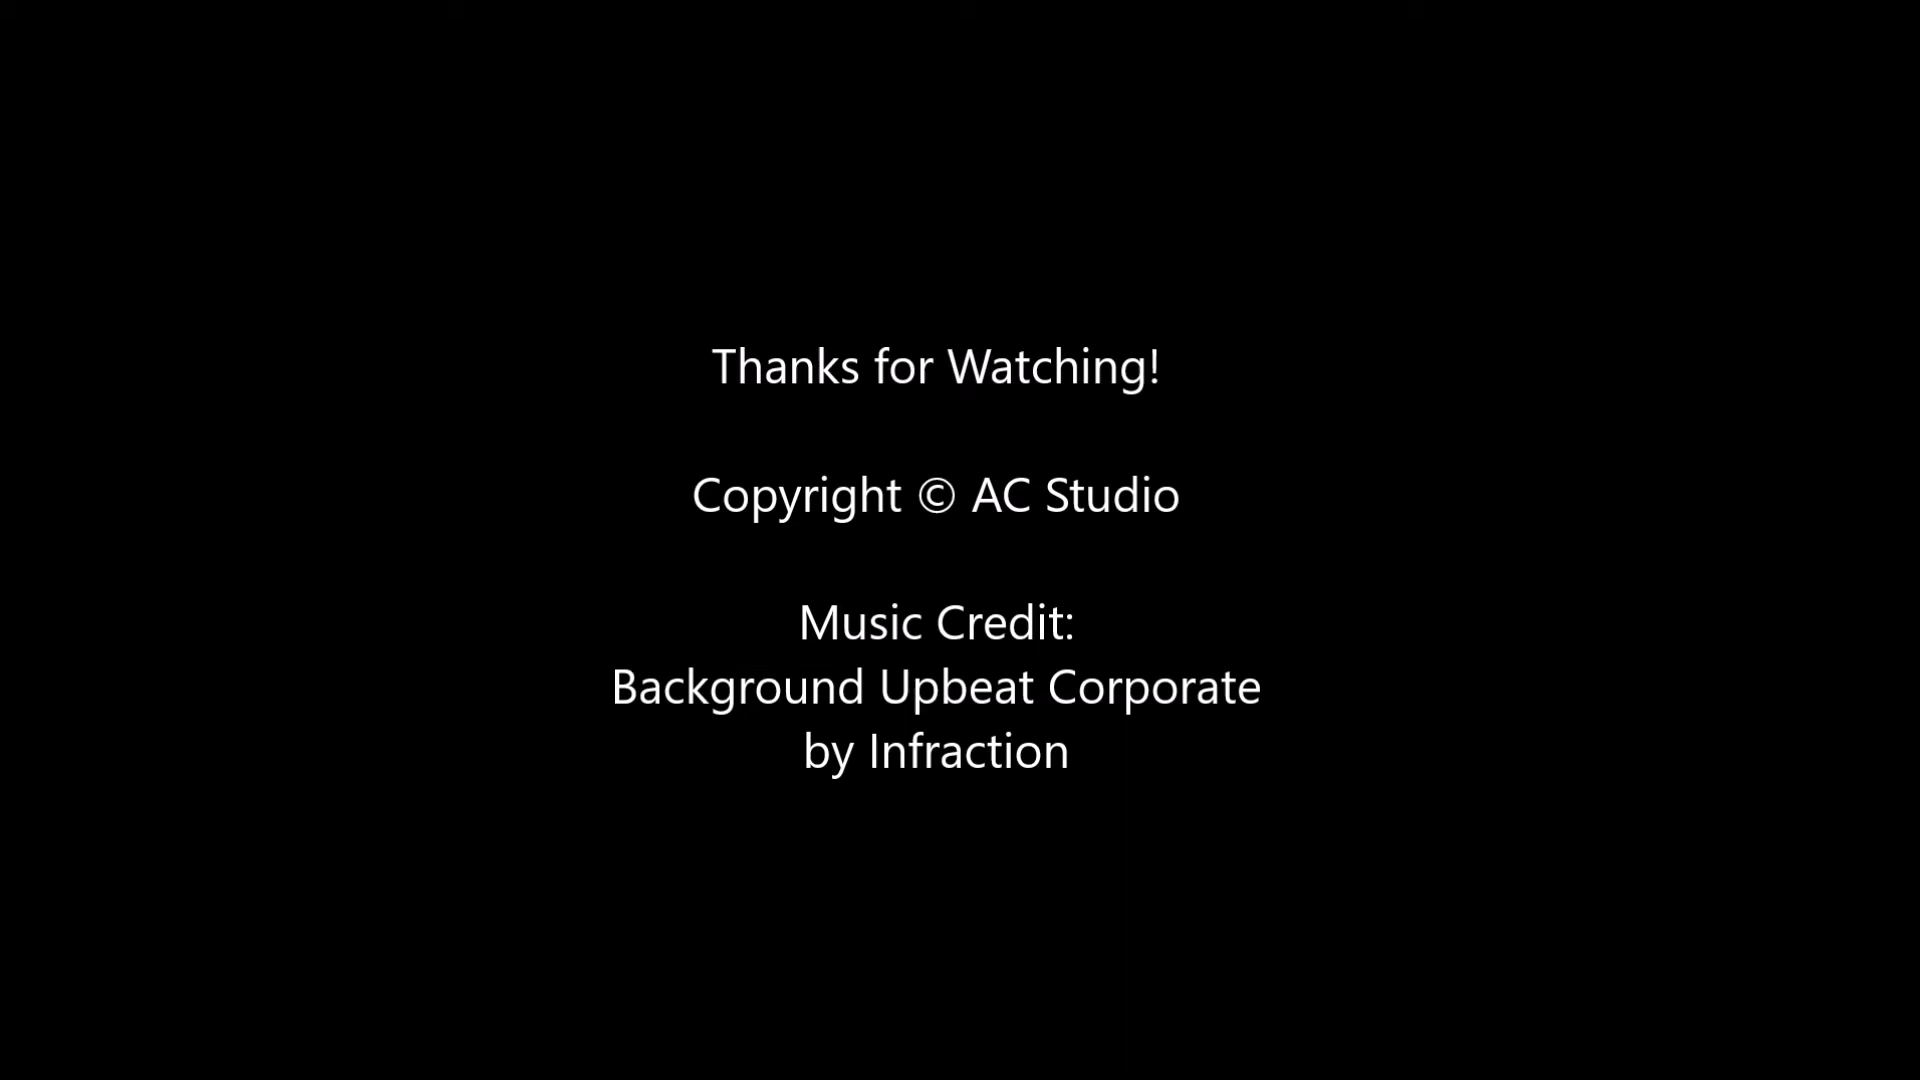 Thanks for Watching!
Copyright © AC Studio
Music Credit:
Background Upbeat Corporate
by Infraction